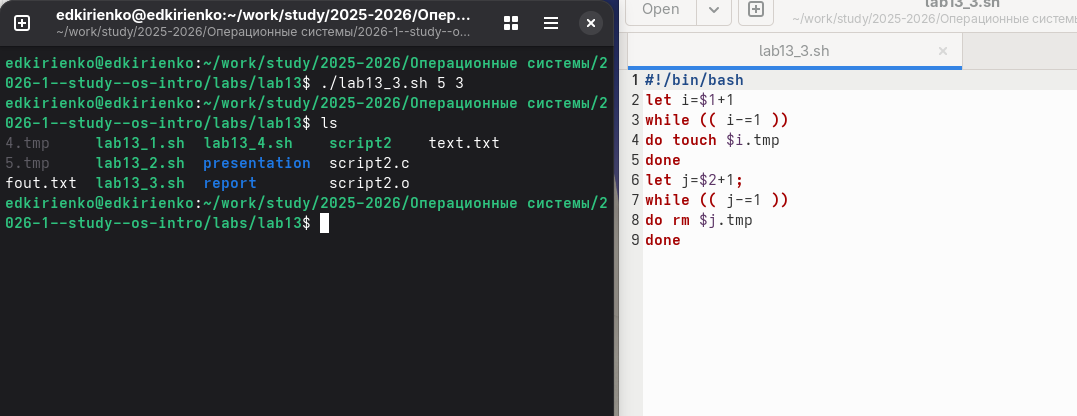 edkirienko@edkirienko:~/work/study/2025-2026/Опер...
~/work/study/2025-2026/Операционные системы/2026-1--study--o...
edkirienko@edkirienko:~/work/study/2025-2026/Операционные системы/2
026-1--study--os-intro/labs/lab13$ ./lab13_3.sh 5 3
edkirienko@edkirienko:~/work/study/2025-2026/Операционные системы/2
026-1--study--os-intro/labs/lab13$ ls
4.tmp lab13_1.sh lab13_4.sh script2 text.txt
5.tmp lab13_2.sh presentation script2.c
fout.txt lab13_3.sh report script2.o
edkirienko@edkirienko:~/work/study/2025-2026/Операционные системы/2
026-1--study--os-intro/labs/lab13$
Open
lab13_3.sh
~/work/study/2025-2026/Операционные системы
lab13_3.sh
1 #!/bin/bash
2 let i=$1+1
3 while (( i-=1 ))
4 do touch $i.tmp
5 done
6 let j=$2+1;
7 while (( j-=1 ))
8 do rm $j.tmp
9 done